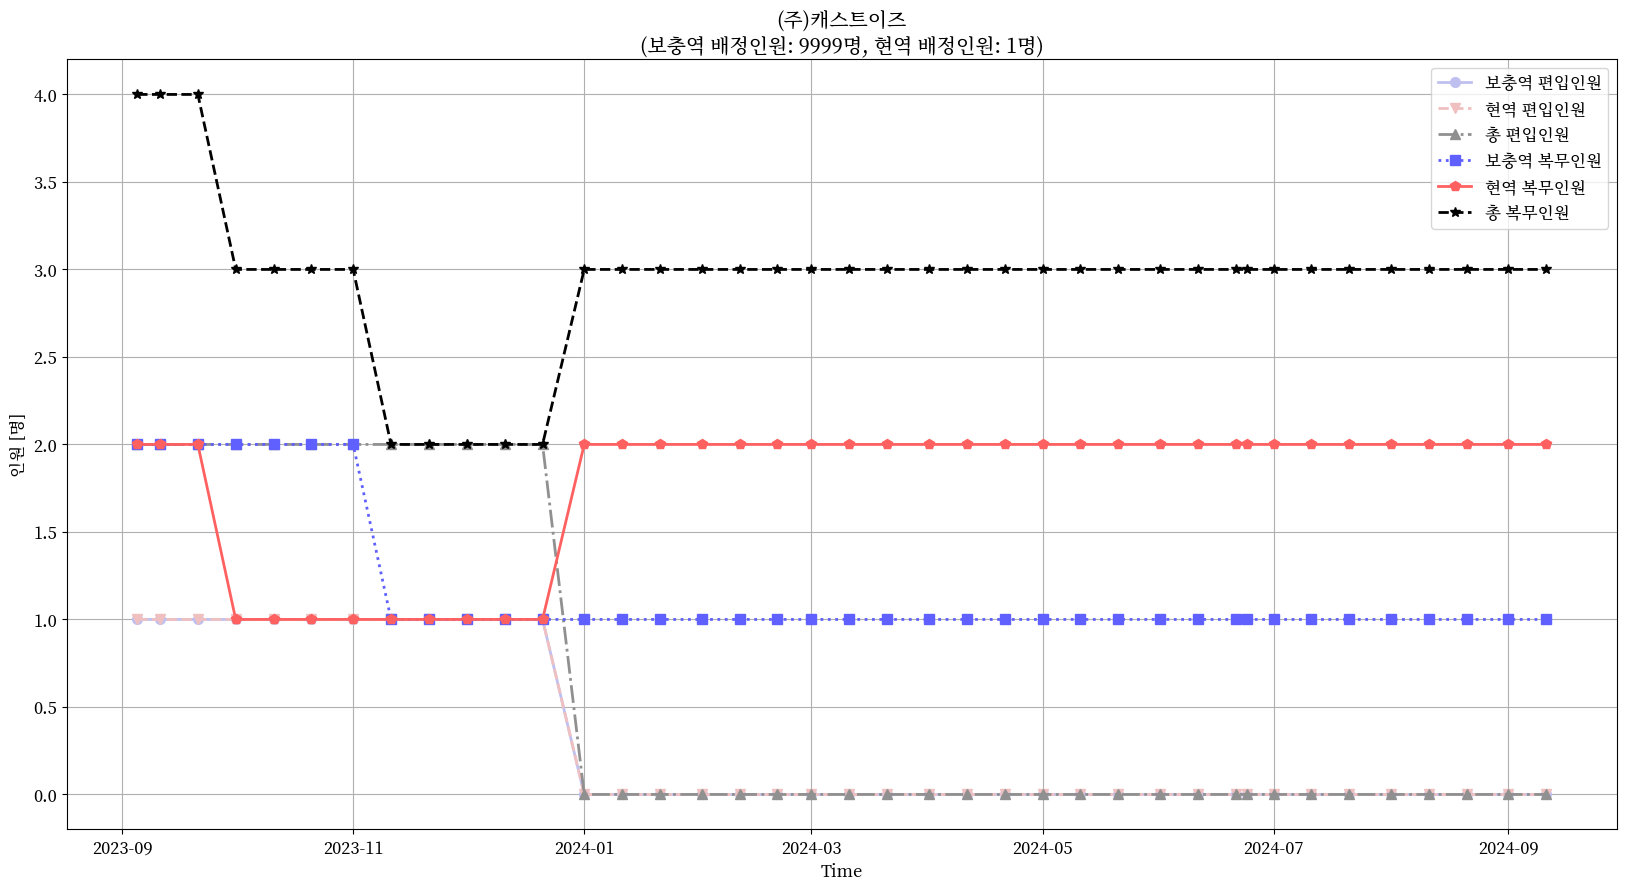 (주)캐스트이즈
(보충역 배정인원: 9999명, 현역 배정인원: 1명)
보충역 편입인원
현역 편입인원
총 편입인원
보충역 복무인원
현역 복무인원
총 복무인원
인원 [명]
4.0
3.5
3.0
2.5
2.0
1.5
1.0
0.5
0.0
2023-09
2023-11
2024-01
2024-03
2024-05
2024-07
2024-09
Time